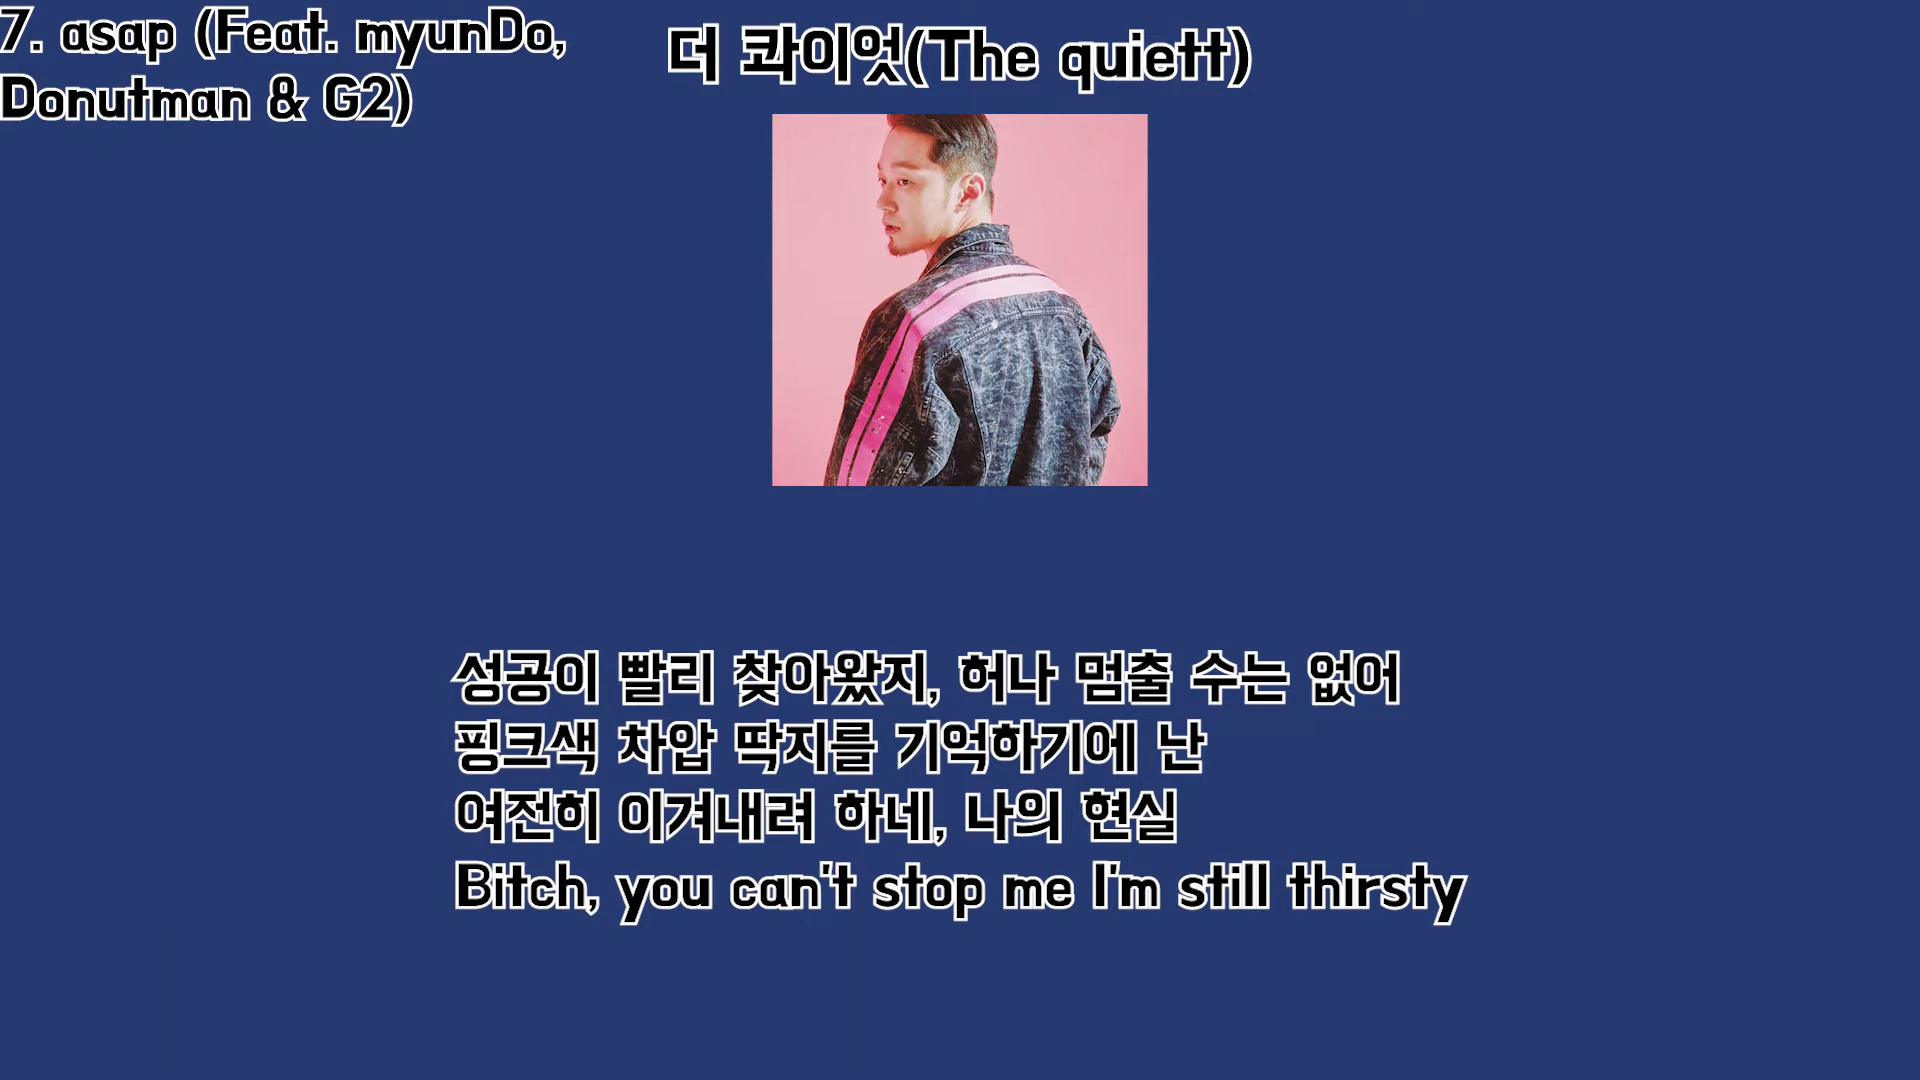 7. asap (Feat. myunDo,
Donutman & G2)
더 콰이엇(The quiett)
성공이 빨리 찾아왔지, 허나 멈출 수는 없어
핑크색 차압 딱지를 기억하기에 난
여전히 이겨내려 하네, 나의 현실
Bitch, you can't stop me I'm still thirsty